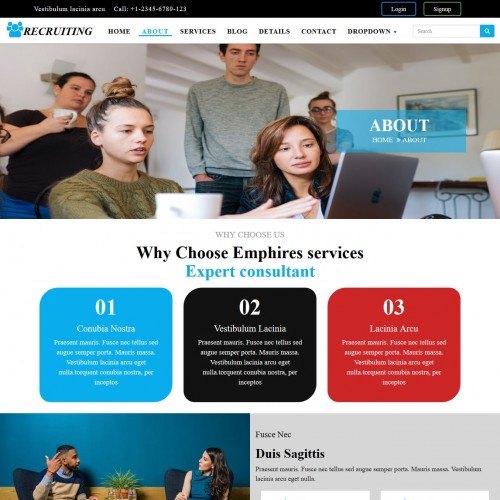 Vestibulum lacinia arcu Call: +1-2345-6789-123 Login Signup
RECRUITING HOME ABOUT SERVICES BLOG DETAILS CONTACT DROPDOWN Search
ABOUT
HOME > ABOUT
WHY CHOOSE US
Why Choose Emphires services
Expert consultant
01
Conubia Nostra
Praesent mauris. Fusce nec tellus sed
augue semper porta. Mauris massa.
Vestibulum lacinia arcu eget
nulla.torquent conubia nostra, per
inceptos
02
Vestibulum Lacinia
Praesent mauris. Fusce nec tellus sed
augue semper porta. Mauris massa.
Vestibulum lacinia arcu eget
nulla.torquent conubia nostra, per
inceptos
03
Lacinia Arcu
Praesent mauris. Fusce nec tellus sed
augue semper porta. Mauris massa.
Vestibulum lacinia arcu eget
nulla.torquent conubia nostra, per
inceptos
Fusce Nec
Duis Sagittis
Praesent mauris. Fusce nec tellus sed augue semper porta. Mauris massa.
Vestibulum lacinia arcu eget nulla.